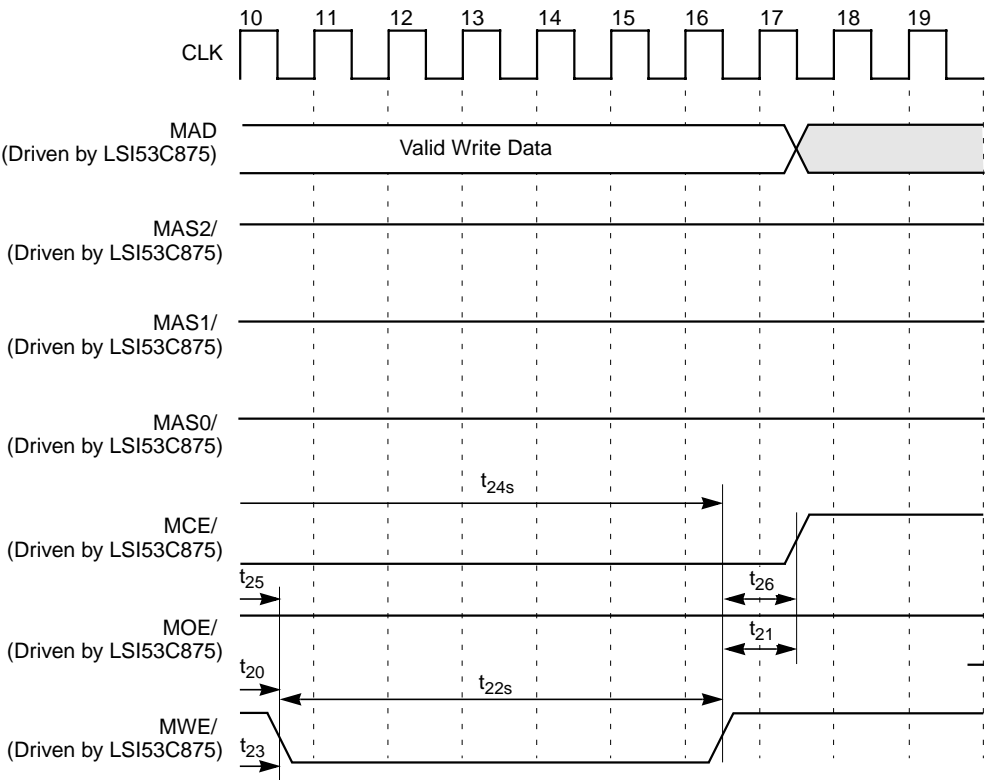 10 11 12 13 14 15 16 17 18 19
CLK
MAD
(Driven by LSI53C875)
Valid Write Data
MAS2/
(Driven by LSI53C875)
MAS1/
(Driven by LSI53C875)
MAS0/
(Driven by LSI53C875)
t24s
MCE/
(Driven by LSI53C875)
t25
t26
MOE/
(Driven by LSI53C875)
t21
t20
t22s
MWE/
(Driven by LSI53C875)
t23